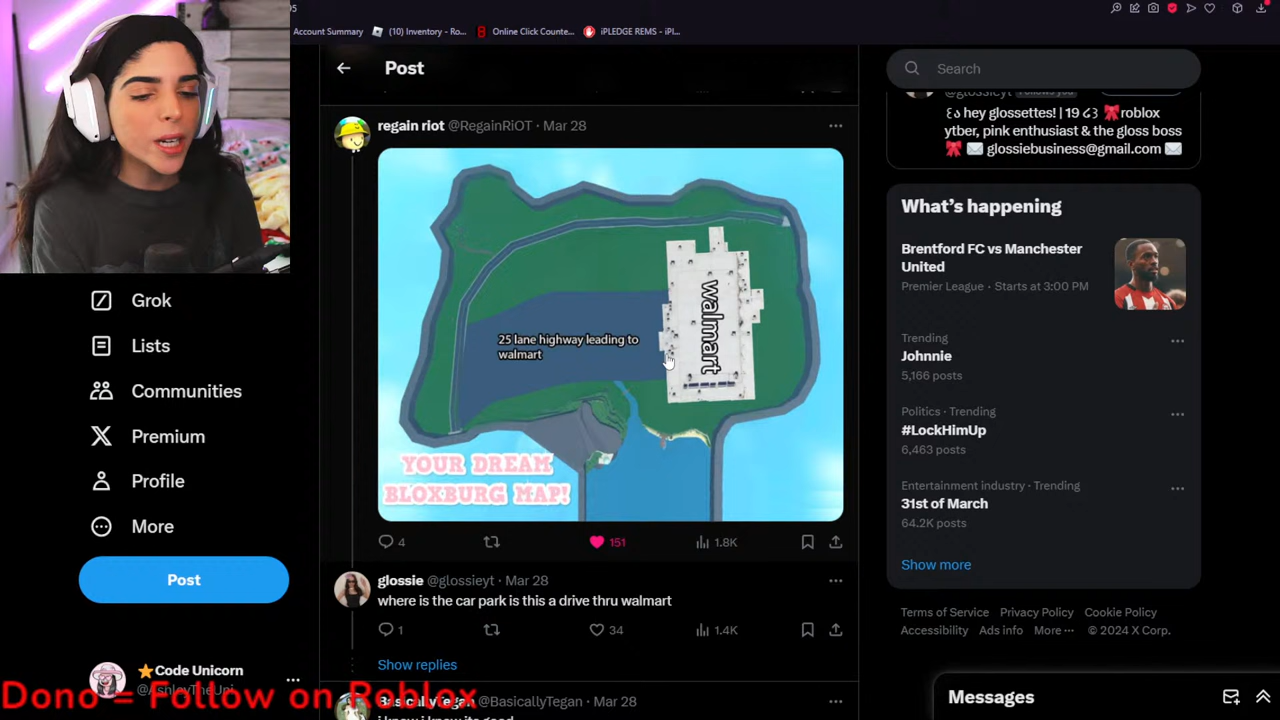 Account Summary
(10) Inventory - Ro...
Online Click Counte...
iPLEDGE REMS - iPl...
Post
Search
regain riot @RegainRiOT · Mar 28
25 lane highway leading to
walmart
walmart
YOUR DREAM
BLOXBURG MAP!
4
151
1.8K
glossie @glossieyt · Mar 28
where is the car park is this a drive thru walmart
1
34
1.4K
Show replies
BasicallyTegan @BasicallyTegan · Mar 28
Grok
Lists
Communities
Premium
Profile
More
Post
Code Unicorn
Dono = Follow on Roblox
@glossieyt Follows you
hey glossettes! | 19 roblox
ytber, pink enthusiast & the gloss boss
glossiebusiness@gmail.com
What's happening
Brentford FC vs Manchester
United
Premier League · Starts at 3:00 PM
Trending
Johnnie
5,166 posts
Politics · Trending
#LockHimUp
6,463 posts
Entertainment industry · Trending
31st of March
64.2K posts
Show more
Terms of Service Privacy Policy Cookie Policy
Accessibility Ads info More ··· © 2024 X Corp.
Messages